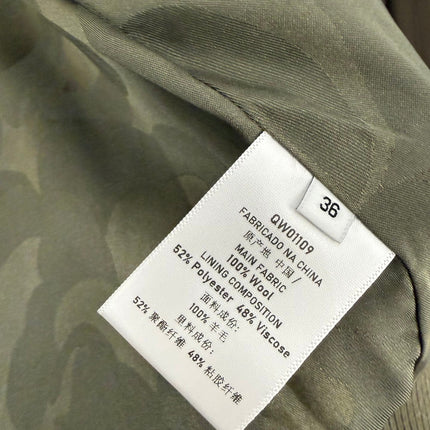 36
QW01109
FABRICADO NA CHINA
原产地 中国/
MAIN FABRIC
100% Wool
LINING COMPOSITION
52% Polyester 48% Viscose
面料成份:
100% 羊毛
里料成份:
52% 聚酯纤维 48% 粘胶纤维